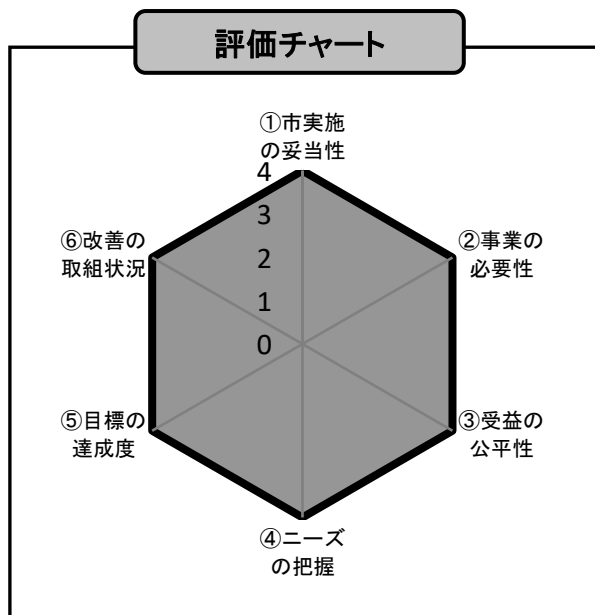 評価チャート
①市実施
の妥当性
4
3
2
1
0
②事業の
必要性
③受益の
公平性
④ニーズ
の把握
⑤目標の
達成度
⑥改善の
取組状況